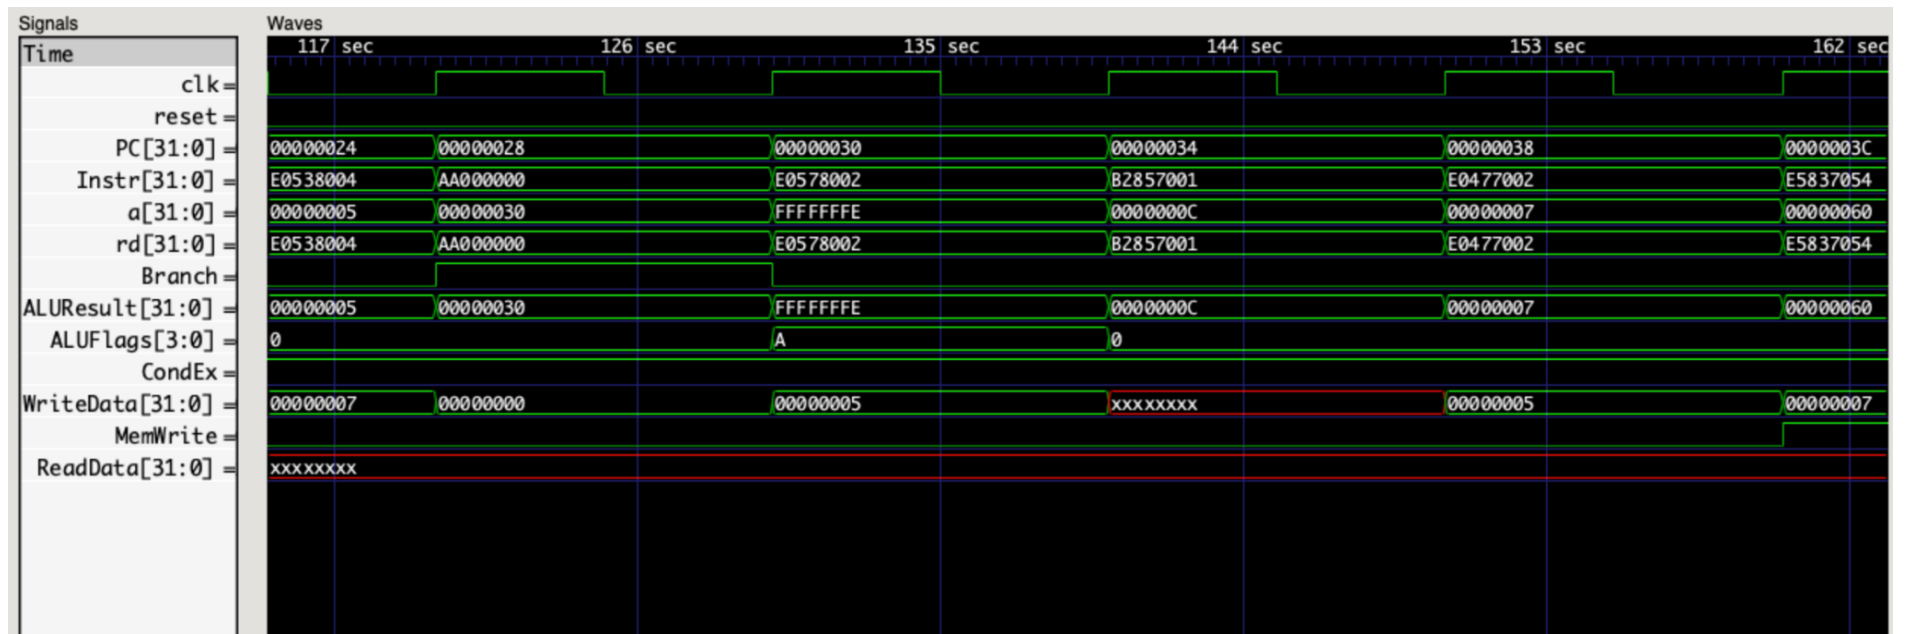 Signals Waves
Time 117 sec 126 sec 135 sec 144 sec 153 sec 162 sec
clk=
reset =
PC[31:0] = 00000024 00000028 00000030 00000034 00000038 0000003C
Instr[31:0] = E0538004 AA000000 E0578002 B2857001 E0477002 E5837054
a[31:0] = 00000005 00000030 FFFFFFFE 0000000C 00000007 00000060
rd[31:0] = E0538004 AA000000 E0578002 B2857001 E0477002 E5837054
Branch =
ALUResult[31:0] = 00000005 00000030 FFFFFFFE 0000000C 00000007 00000060
ALUFlags[3:0] = 0 A 0
CondEx =
WriteData[31:0] = 00000007 00000000 00000005 xxxxxxxx 00000005 00000007
MemWrite =
ReadData[31:0] = xxxxxxxx